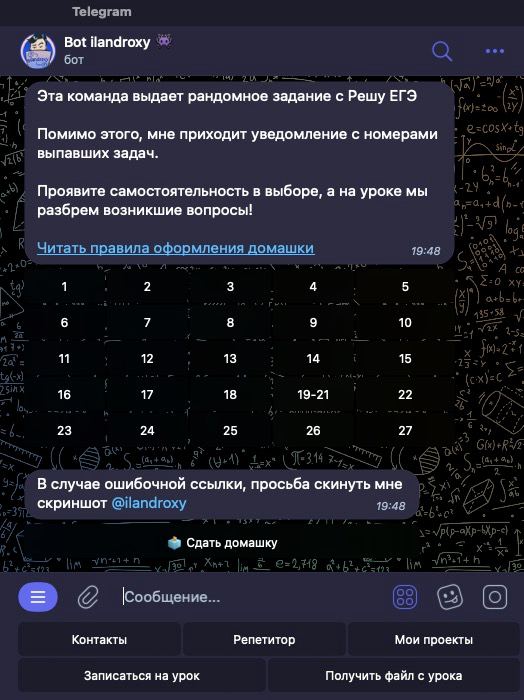 Telegram
Bot ilandroxy 👾
бот
Эта команда выдает рандомное задание с Решу ЕГЭ
Помимо этого, мне приходит уведомление с номерами
выпавших задач.
Проявите самостоятельность в выборе, а на уроке мы
разбрем возникшие вопросы!
Читать правила оформления домашки
19:48
1 2 3 4 5
6 7 8 9 10
11 12 13 14 15
16 17 18 19-21 22
23 24 25 26 27
В случае ошибочной ссылки, просьба скинуть мне
скриншот @ilandroxy
19:48
🗳 Сдать домашку
Сообщение...
Контакты Репетитор Мои проекты
Записаться на урок Получить файл с урока